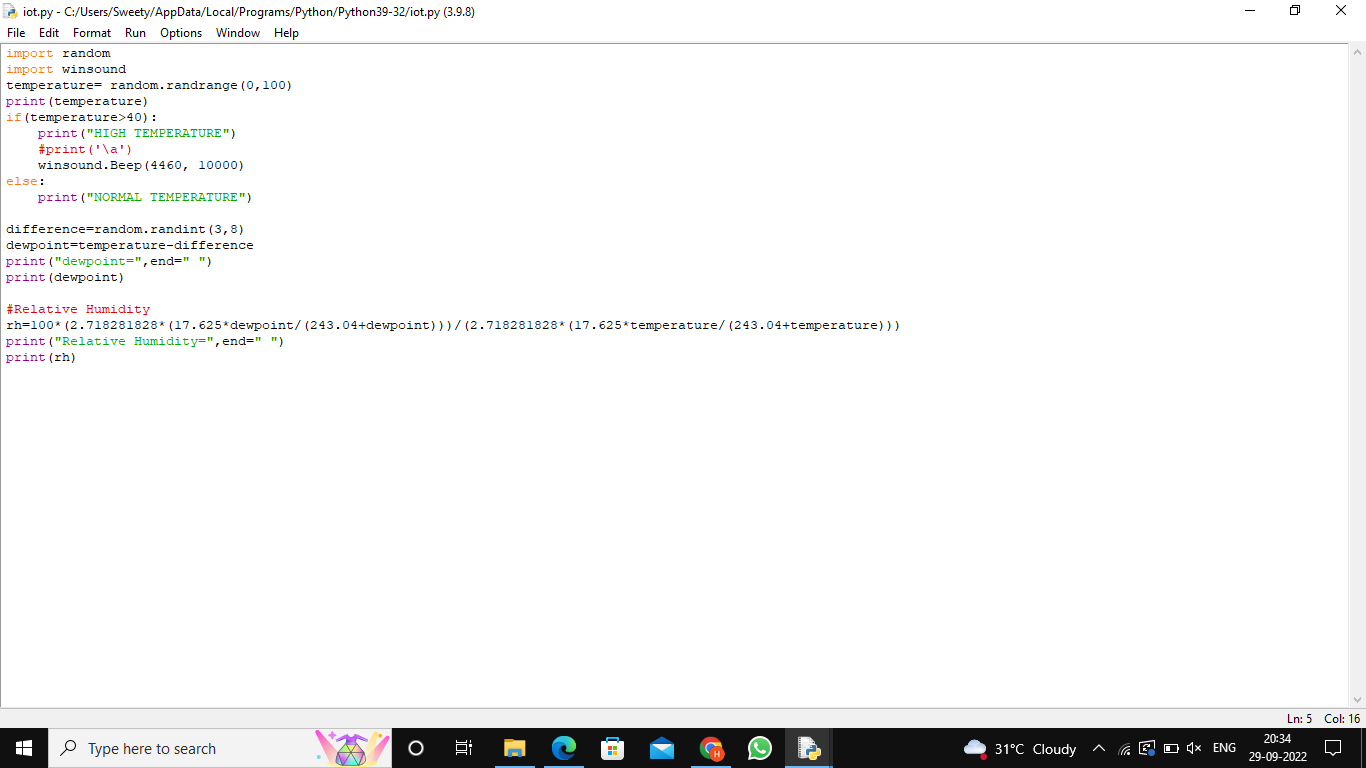 iot.py - C:/Users/Sweety/AppData/Local/Programs/Python/Python39-32/iot.py (3.9.8)
File Edit Format Run Options Window Help
import random
import winsound
temperature= random.randrange(0,100)
print(temperature)
if(temperature>40):
    print("HIGH TEMPERATURE")
    #print('\a')
    winsound.Beep(4460, 10000)
else:
    print("NORMAL TEMPERATURE")

difference=random.randint(3,8)
dewpoint=temperature-difference
print("dewpoint=",end=" ")
print(dewpoint)

#Relative Humidity
rh=100*(2.718281828*(17.625*dewpoint/(243.04+dewpoint)))/(2.718281828*(17.625*temperature/(243.04+temperature)))
print("Relative Humidity=",end=" ")
print(rh)
Ln: 5 Col: 16
Type here to search
H
31°C Cloudy
ENG
20:34
29-09-2022